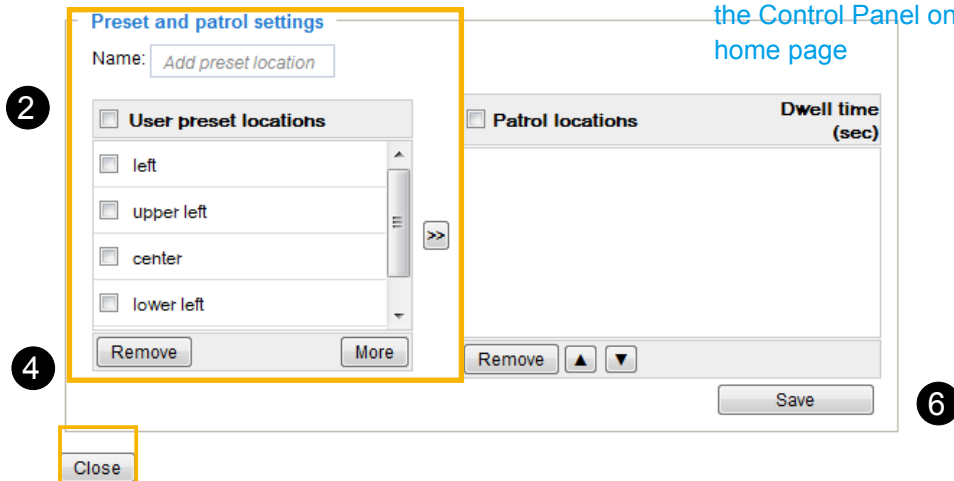 Preset and patrol settings
the Control Panel on
home page
Name: Add preset location
2
User preset locations
Patrol locations
Dwell time
(sec)
left
upper left
>>
center
lower left
4
Remove More
Remove ▲ ▼
Save
6
Close